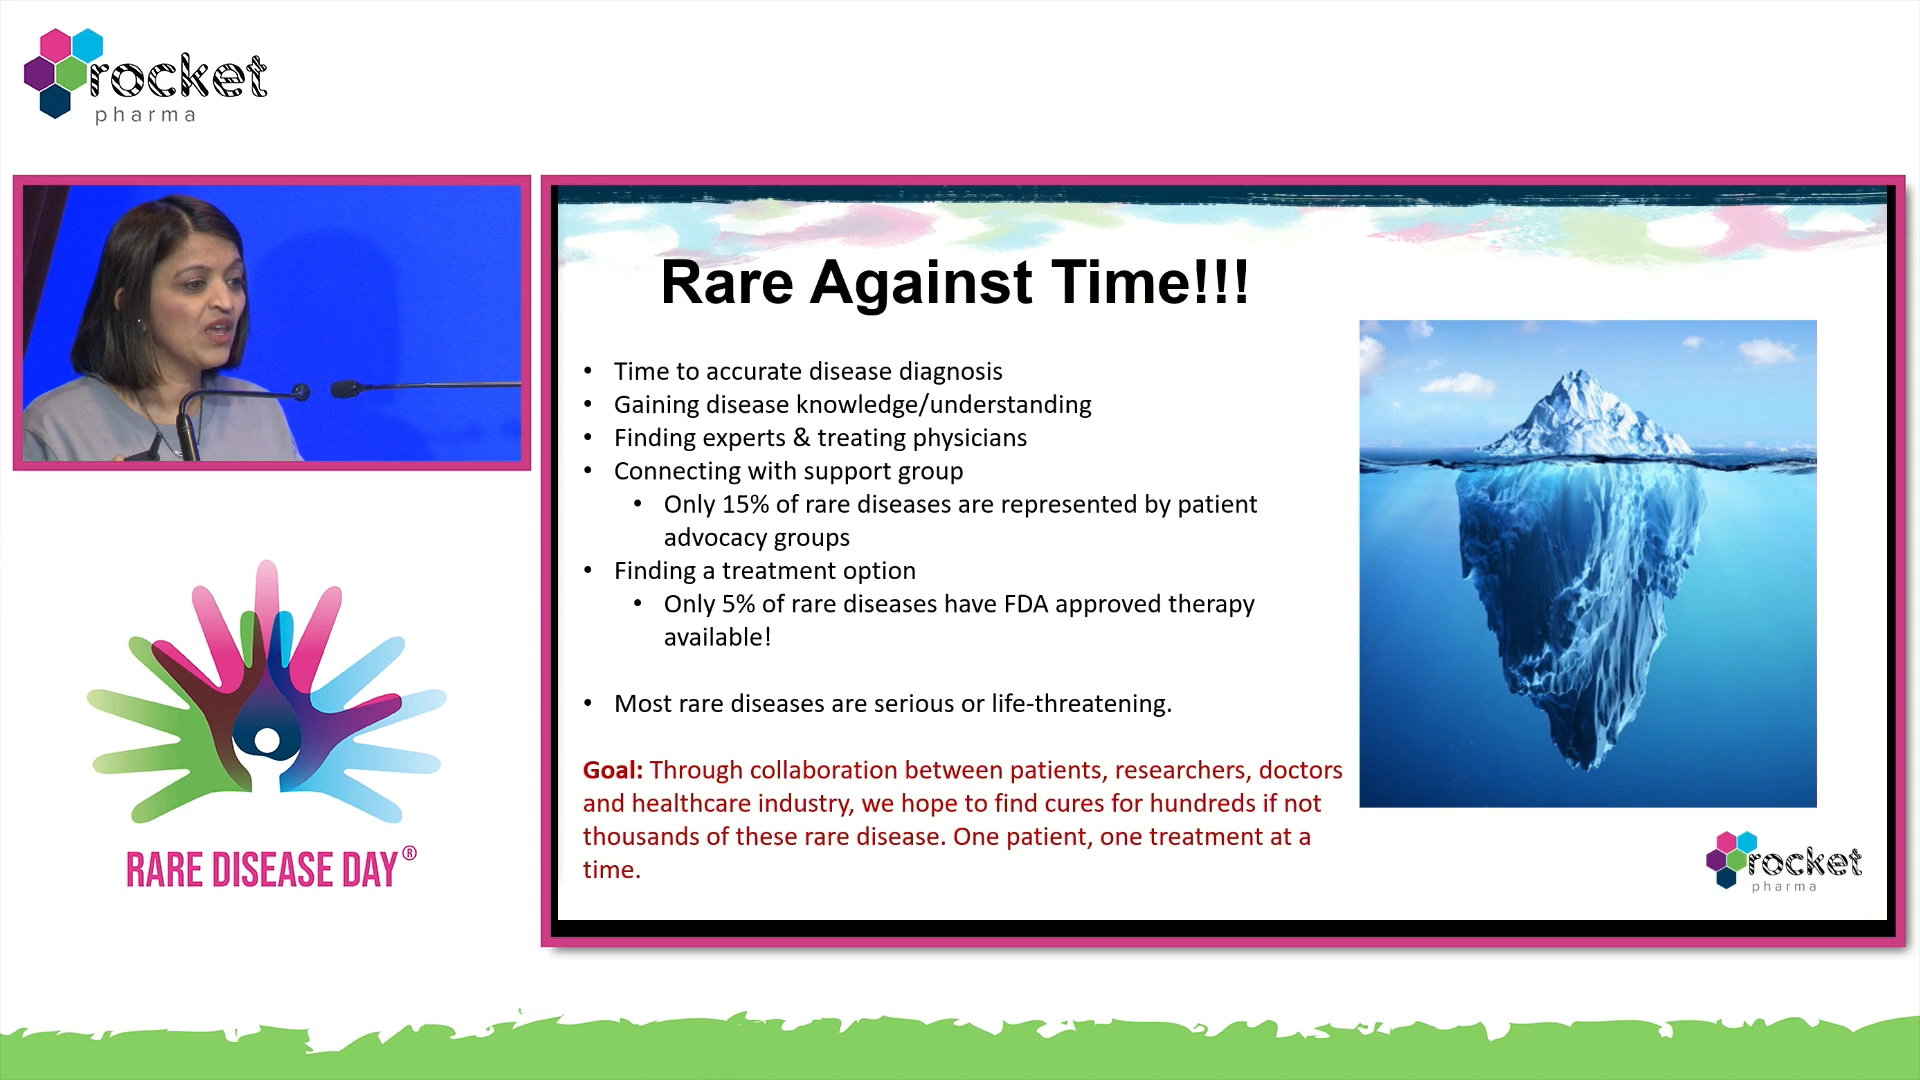 rocket
pharma
Rare Against Time!!!
• Time to accurate disease diagnosis
• Gaining disease knowledge/understanding
• Finding experts & treating physicians
• Connecting with support group
• Only 15% of rare diseases are represented by patient
advocacy groups
• Finding a treatment option
• Only 5% of rare diseases have FDA approved therapy
available!
• Most rare diseases are serious or life-threatening.
Goal: Through collaboration between patients, researchers, doctors
and healthcare industry, we hope to find cures for hundreds if not
thousands of these rare disease. One patient, one treatment at a
time.
rocket
pharma
RARE DISEASE DAY®